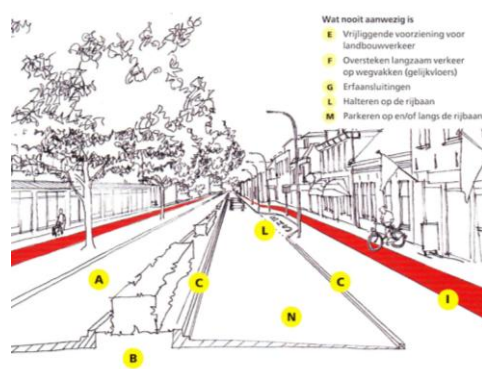 Wat nooit aanwezig is
E Vrijliggende voorziening voor
landbouwverkeer
F Oversteken langzaam verkeer
op wegvakken (gelijkvloers)
G Erfaansluitingen
L Halteren op de rijbaan
M Parkeren op en/of langs de rijbaan
L
A
C
C
I
N
B